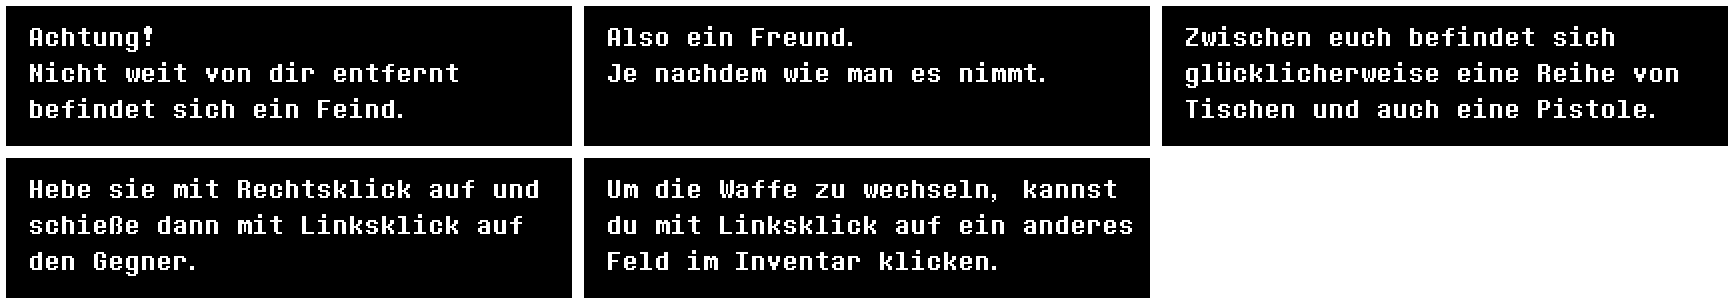 Achtung!
Nicht weit von dir entfernt
befindet sich ein Feind.
Also ein Freund.
Je nachdem wie man es nimmt.
Zwischen euch befindet sich
glücklicherweise eine Reihe von
Tischen und auch eine Pistole.
Hebe sie mit Rechtsklick auf und
schieße dann mit Linksklick auf
den Gegner.
Um die Waffe zu wechseln, kannst
du mit Linksklick auf ein anderes
Feld im Inventar klicken.